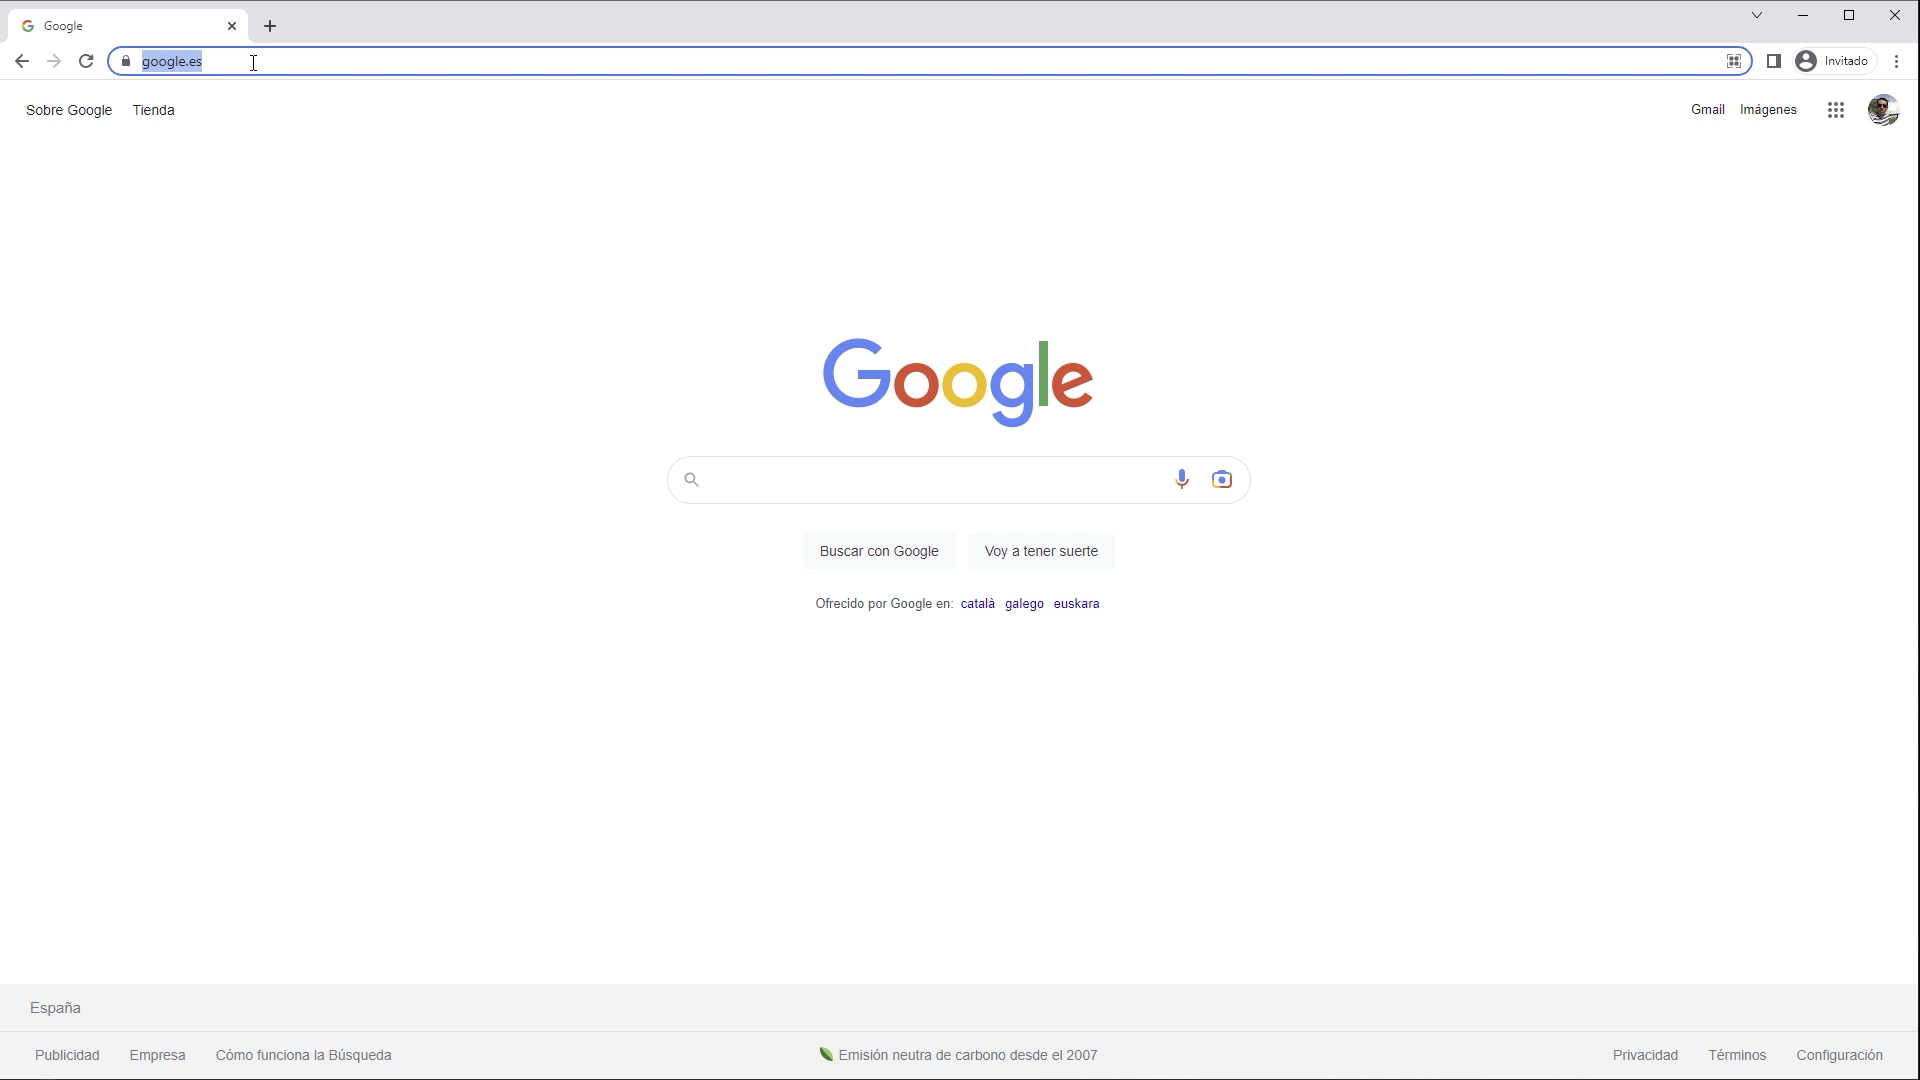 Google
google.es
Invitado
Sobre Google Tienda
Gmail Imágenes
Google
Buscar con Google Voy a tener suerte
Ofrecido por Google en: català galego euskara
España
Publicidad Empresa Cómo funciona la Búsqueda
Emisión neutra de carbono desde el 2007
Privacidad Términos Configuración